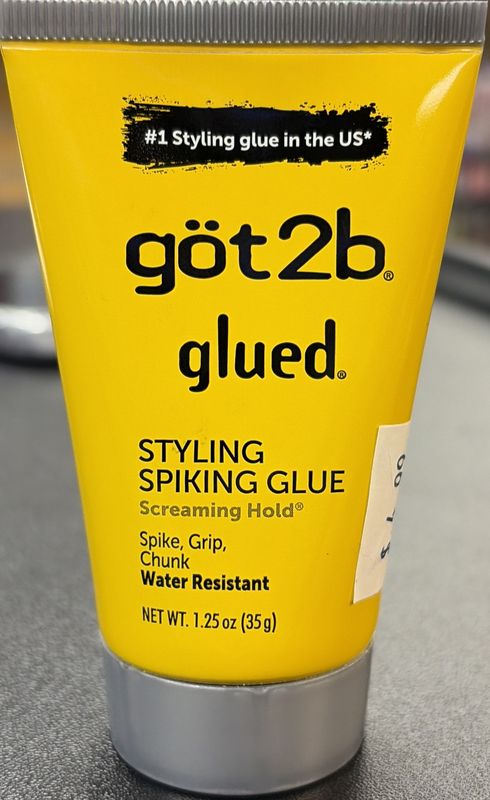 #1 Styling glue in the US*
göt2b®
glued®
STYLING
SPIKING GLUE
Screaming Hold®
Spike, Grip,
Chunk
Water Resistant
NET WT. 1.25 oz (35g)